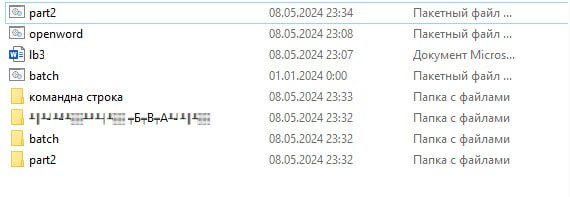 part2 08.05.2024 23:34 Пакетный файл ...
openword 08.05.2024 23:08 Пакетный файл ...
lb3 08.05.2024 23:07 Документ Micros...
batch 01.01.2024 0:00 Пакетный файл ...
командна строка 08.05.2024 23:33 Папка с файлами
08.05.2024 23:32 Папка с файлами
batch 08.05.2024 23:32 Папка с файлами
part2 08.05.2024 23:32 Папка с файлами